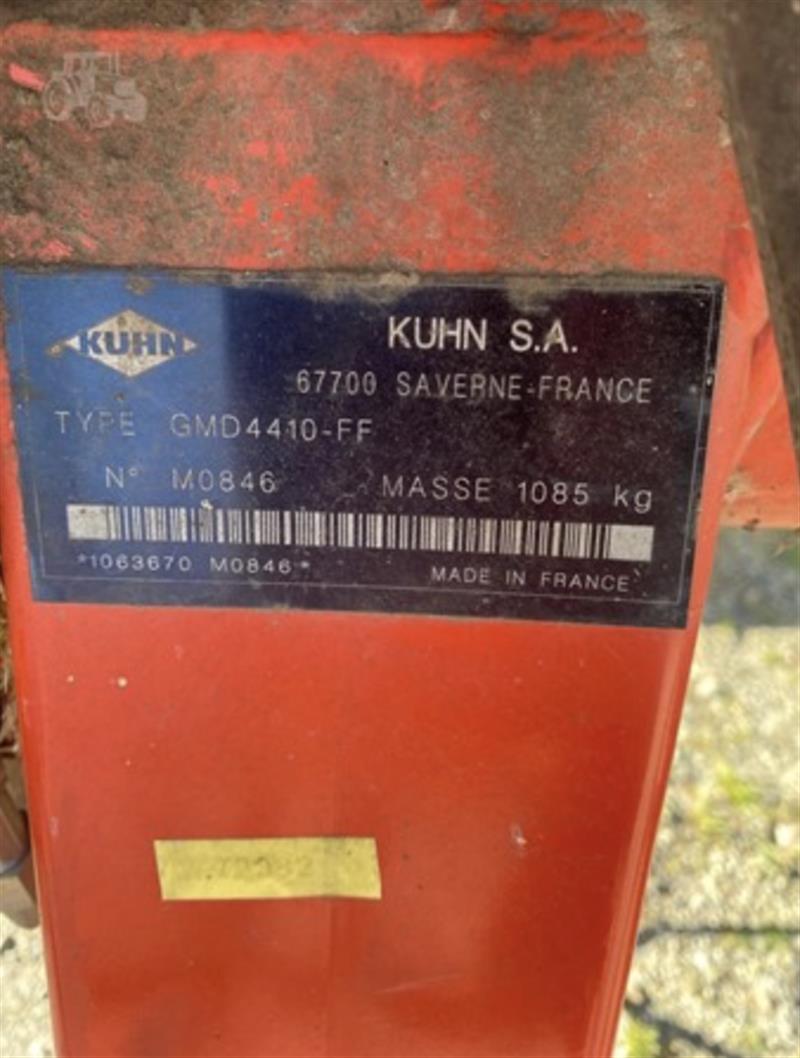 KUHN
KUHN S.A.
67700 SAVERNE-FRANCE
TYPE GMD4410-FF
N° M0846 MASSE 1085 kg
*1063670 M0846*
MADE IN FRANCE